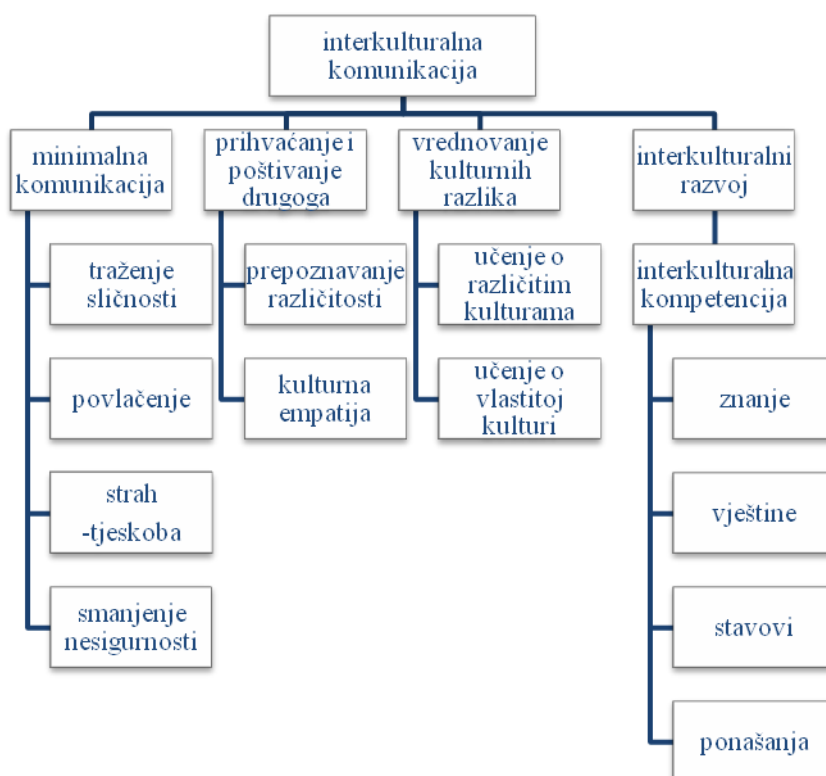 interkulturalna
komunikacija
minimalna
komunikacija
traženje
sličnosti
povlačenje
strah
-tjeskoba
smanjenje
nesigurnosti
prihvaćanje i
poštivanje
drugoga
prepoznavanje
različitosti
kulturna
empatija
vrednovanje
kulturnih
razlika
učenje o
različitim
kulturama
učenje o
vlastitoj
kulturi
interkulturalni
razvoj
interkulturalna
kompetencija
znanje
vještine
stavovi
ponašanja